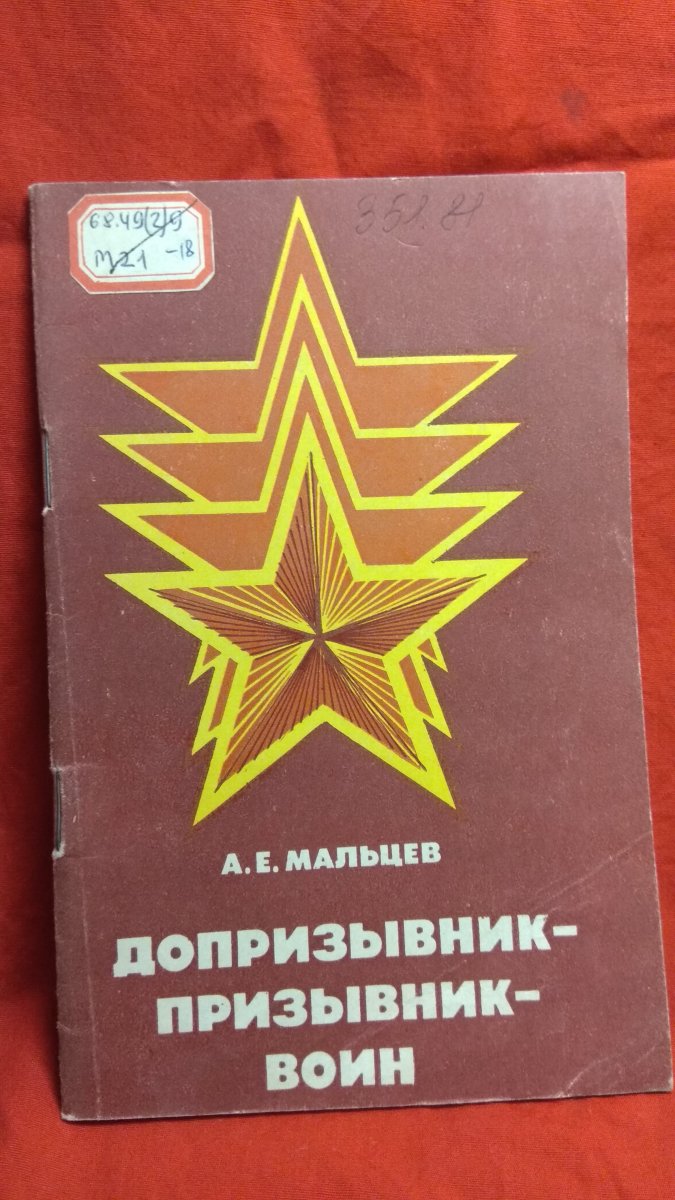 68.49(2)9
М21 -18
351.81
А. Е. МАЛЬЦЕВ
ДОПРИЗЫВНИК-
ПРИЗЫВНИК-
ВОИН